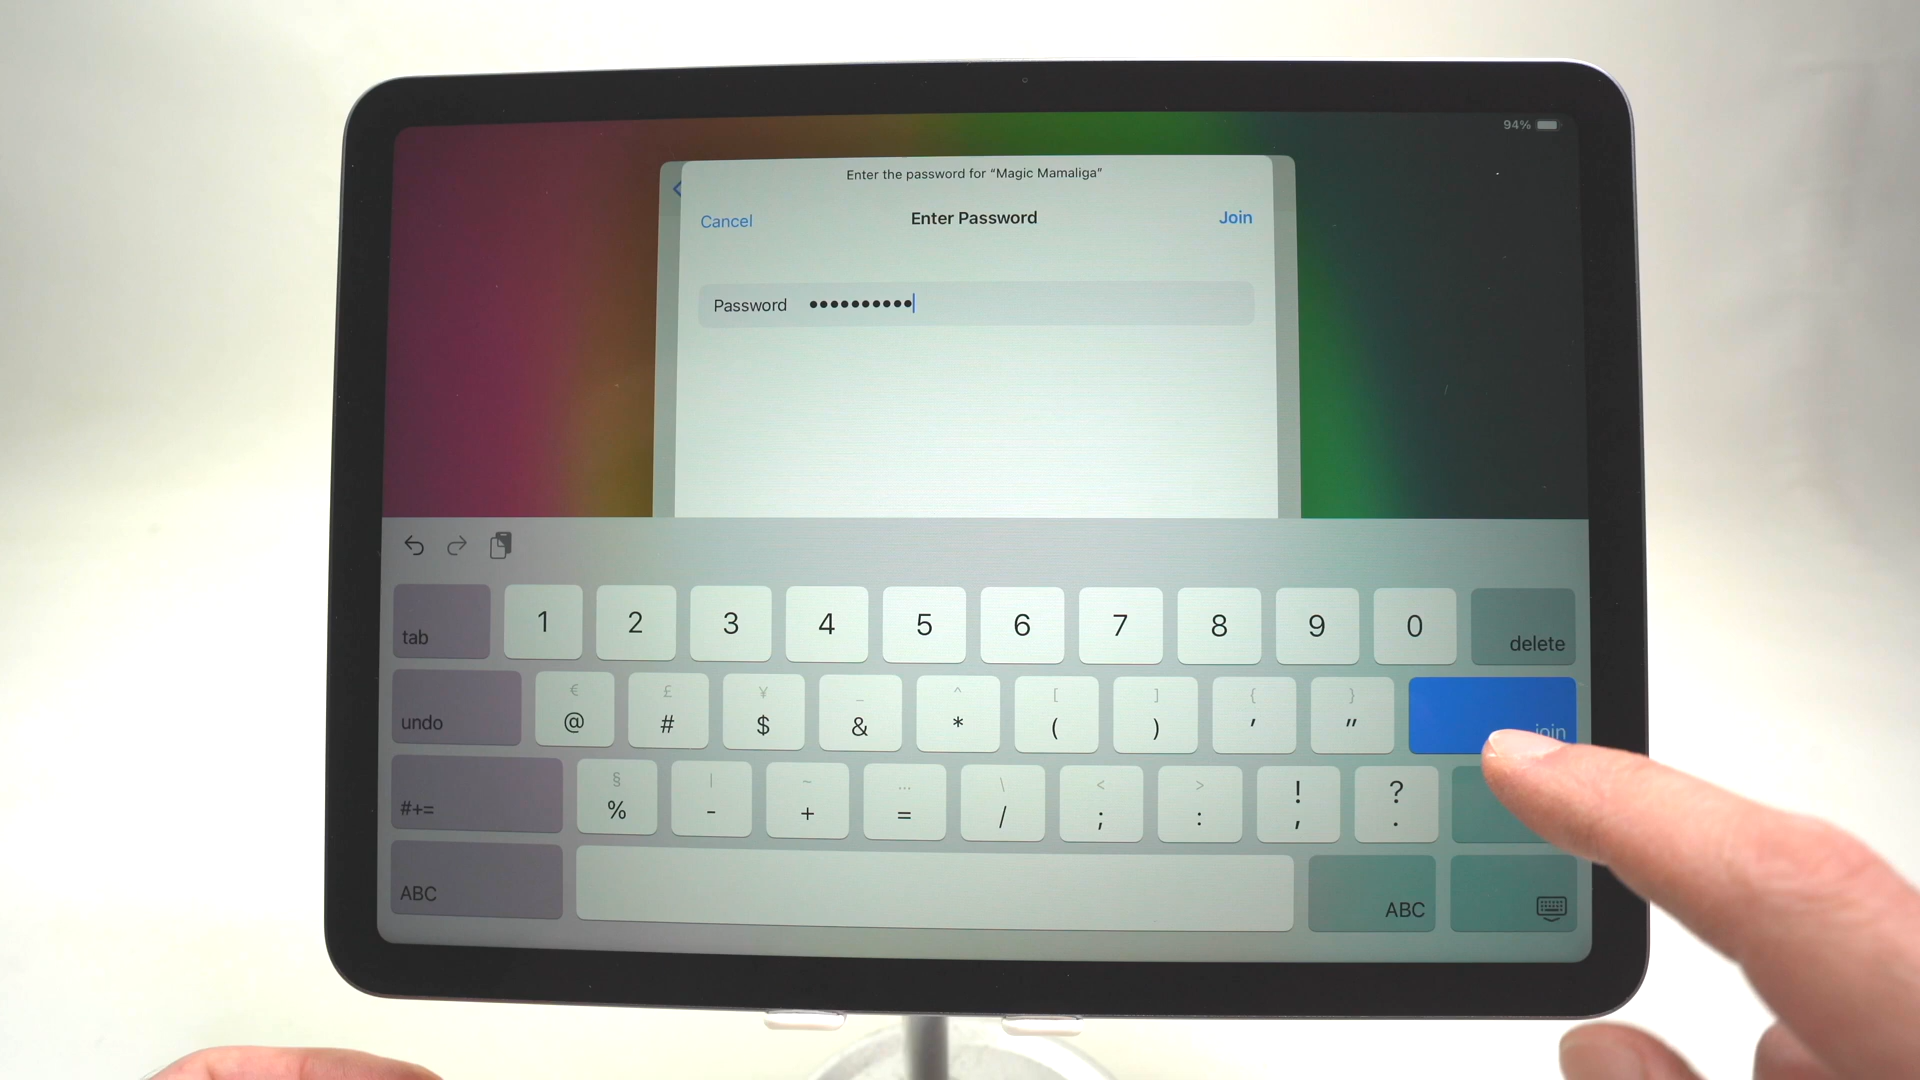 94%
Enter the password for “Magic Mamaliga”
Cancel Enter Password Join
Password ••••••••••
tab 1 2 3 4 5 6 7 8 9 0 delete
€ £ ¥ _ ^ [ ] { }
undo @ # $ & * ( ) ' " join
§ | ~ … \ < > ! ?
#+= % - + = / ; : , .
ABC ABC